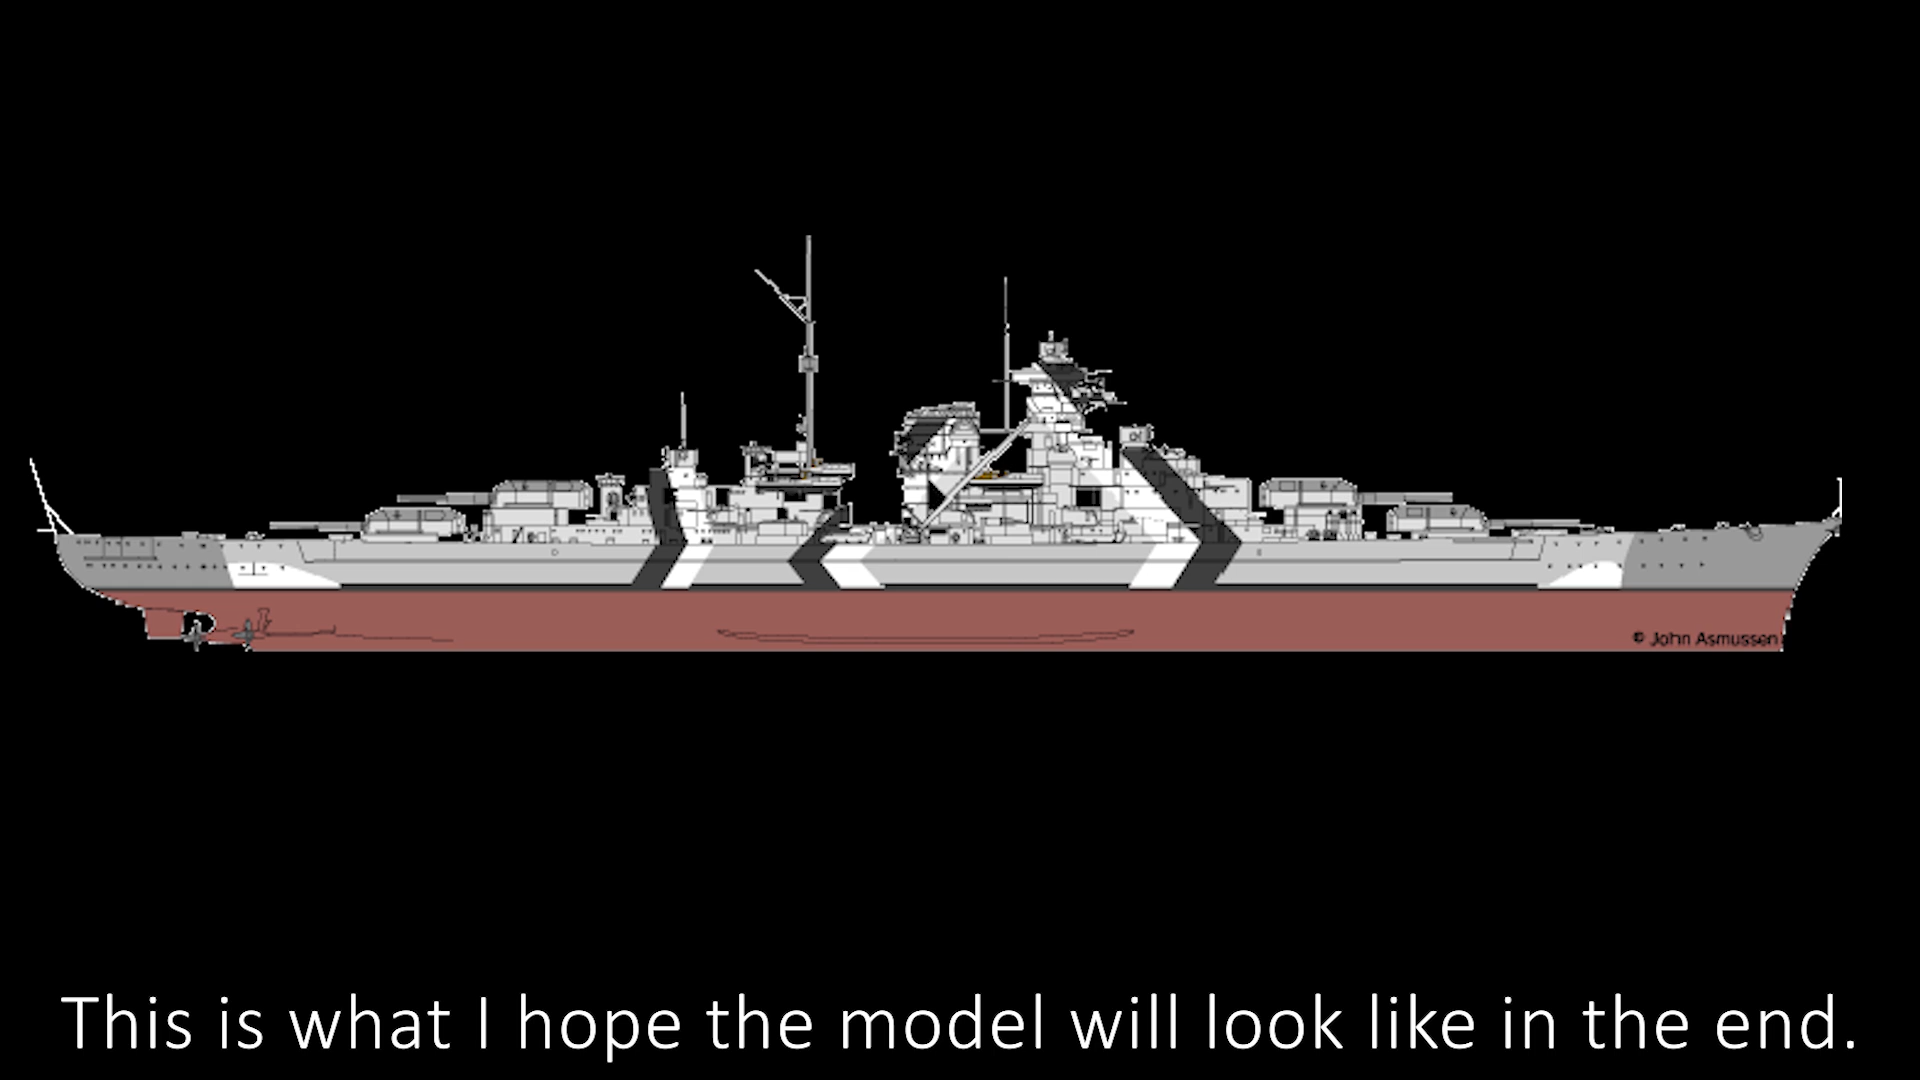 © John Asmussen
This is what I hope the model will look like in the end.